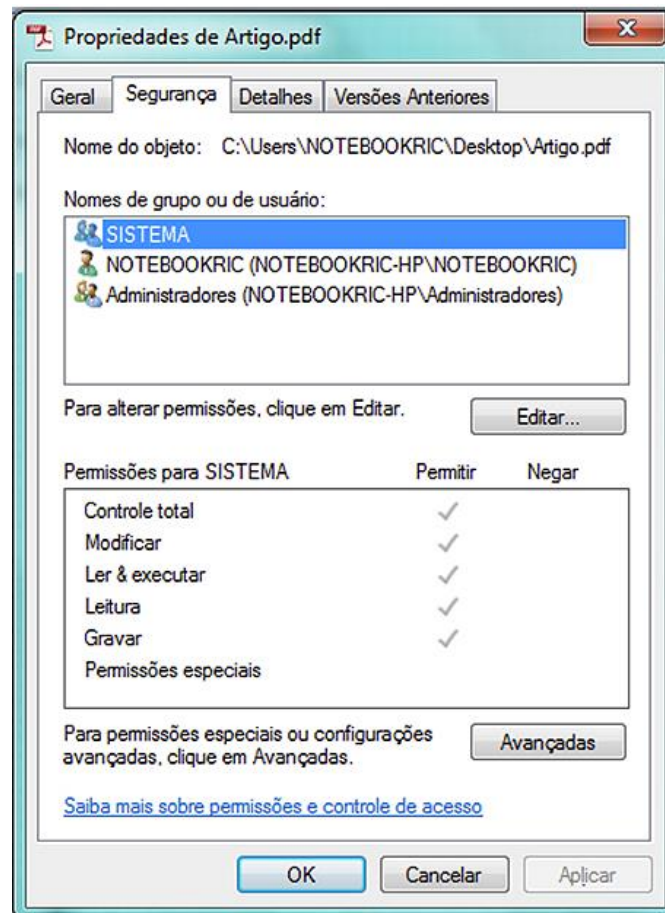 Propriedades de Artigo.pdf
Geral Segurança Detalhes Versões Anteriores
Nome do objeto: C:\Users\NOTEBOOKRIC\Desktop\Artigo.pdf
Nomes de grupo ou de usuário:
SISTEMA
NOTEBOOKRIC (NOTEBOOKRIC-HP\NOTEBOOKRIC)
Administradores (NOTEBOOKRIC-HP\Administradores)
Para alterar permissões, clique em Editar.
Editar...
Permissões para SISTEMA Permitir Negar
Controle total
Modificar
Ler & executar
Leitura
Gravar
Permissões especiais
Para permissões especiais ou configurações
avançadas, clique em Avançadas.
Avançadas
Saiba mais sobre permissões e controle de acesso
OK Cancelar Aplicar